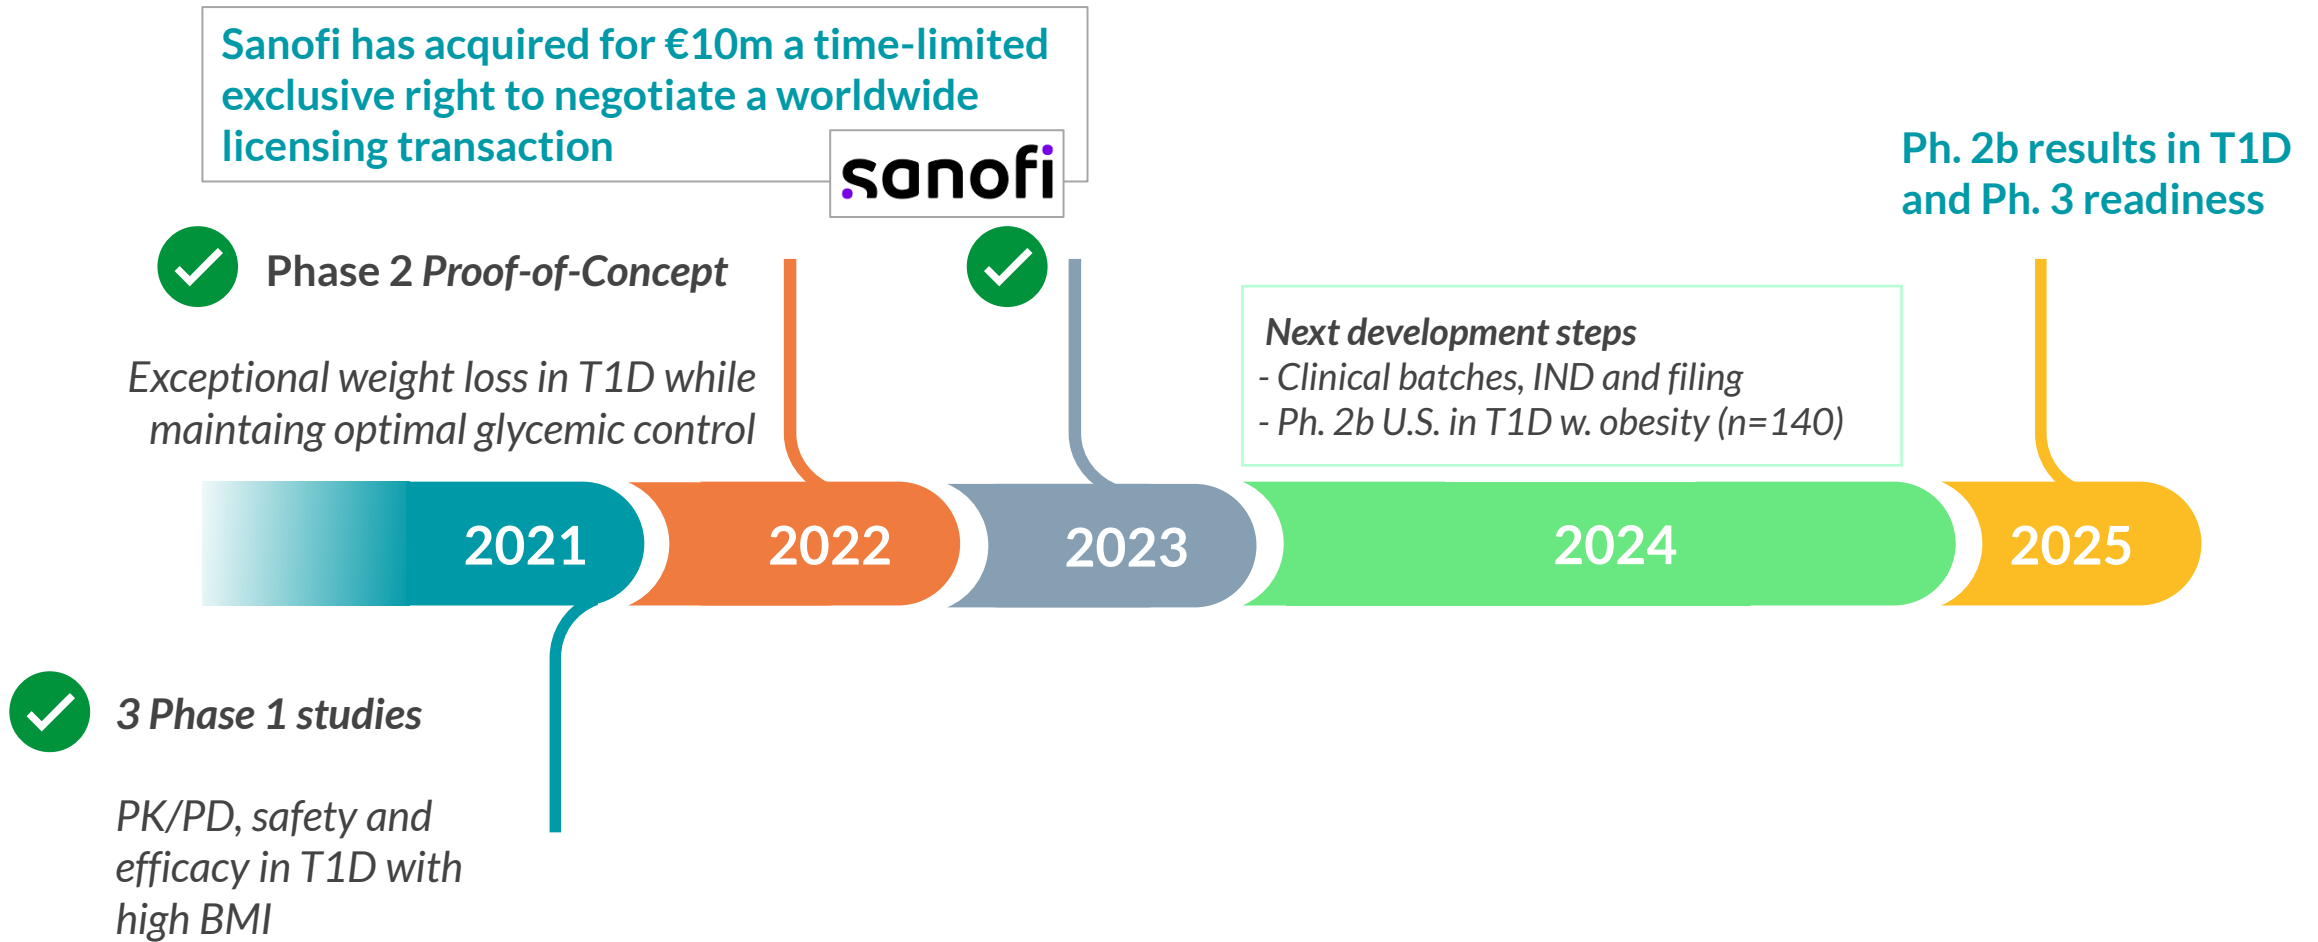 Sanofi has acquired for €10m a time-limited
exclusive right to negotiate a worldwide
licensing transaction
sanofi
Ph. 2b results in T1D
and Ph. 3 readiness
Phase 2 Proof-of-Concept
Exceptional weight loss in T1D while
maintaing optimal glycemic control
Next development steps
- Clinical batches, IND and filing
- Ph. 2b U.S. in T1D w. obesity (n=140)
2021
2022
2023
2024
2025
3 Phase 1 studies
PK/PD, safety and
efficacy in T1D with
high BMI